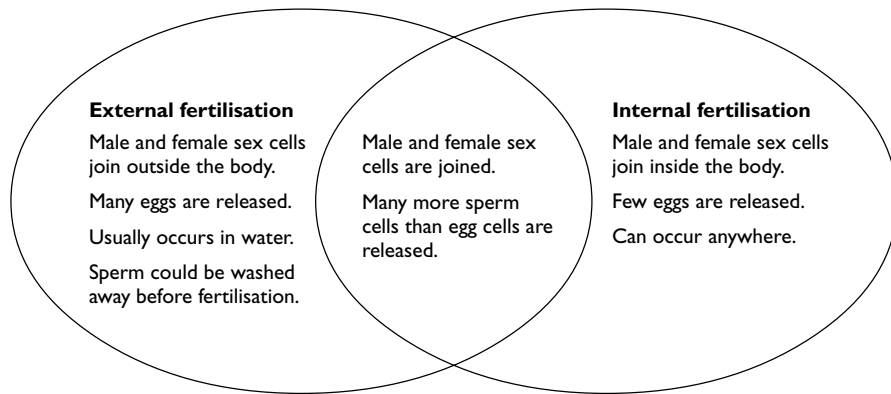 External fertilisation
Male and female sex cells
join outside the body.
Many eggs are released.
Usually occurs in water.
Sperm could be washed
away before fertilisation.
Male and female sex
cells are joined.
Many more sperm
cells than egg cells are
released.
Internal fertilisation
Male and female sex cells
join inside the body.
Few eggs are released.
Can occur anywhere.